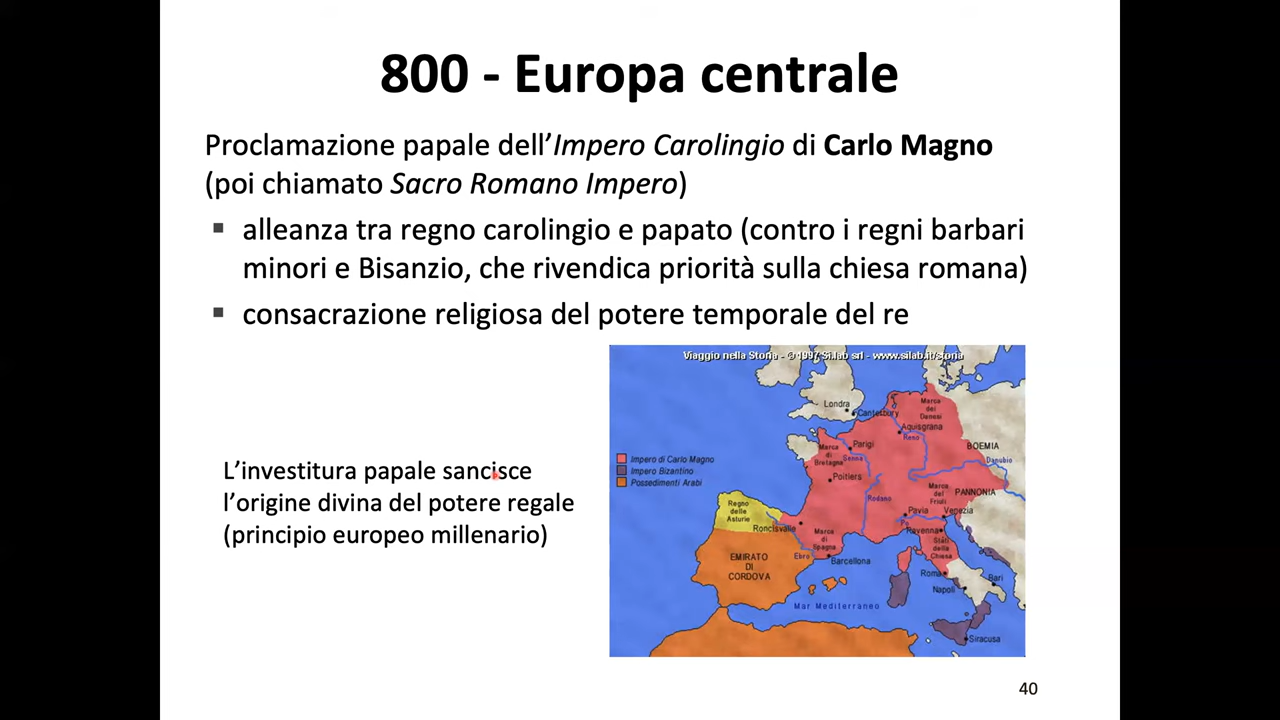 800 - Europa centrale
Proclamazione papale dell’Impero Carolingio di Carlo Magno
(poi chiamato Sacro Romano Impero)
▪ alleanza tra regno carolingio e papato (contro i regni barbari
minori e Bisanzio, che rivendica priorità sulla chiesa romana)
▪ consacrazione religiosa del potere temporale del re
L’investitura papale sancisce
l’origine divina del potere regale
(principio europeo millenario)
Viaggio nella Storia - ©1997 Si.lab srl - www.silab.it/storia
Londra
Canterbury
Marca
dei
Danesi
Aquisgrana
Reno
Parigi
Senna
BOEMIA
Danubio
Marca
di
Bretagna
Impero di Carlo Magno
Impero Bizantino
Possedimenti Arabi
Poitiers
Rodano
Marca
del
Friuli
PANNONIA
Regno
delle
Asturie
Roncisvalle
Pavia
Venezia
Po
Ravenna
Marca
di
Spagna
Stati
della
Chiesa
EMIRATO
DI
CORDOVA
Ebro
Barcellona
Roma
Bari
Napoli
Mar Mediterraneo
Siracusa
40